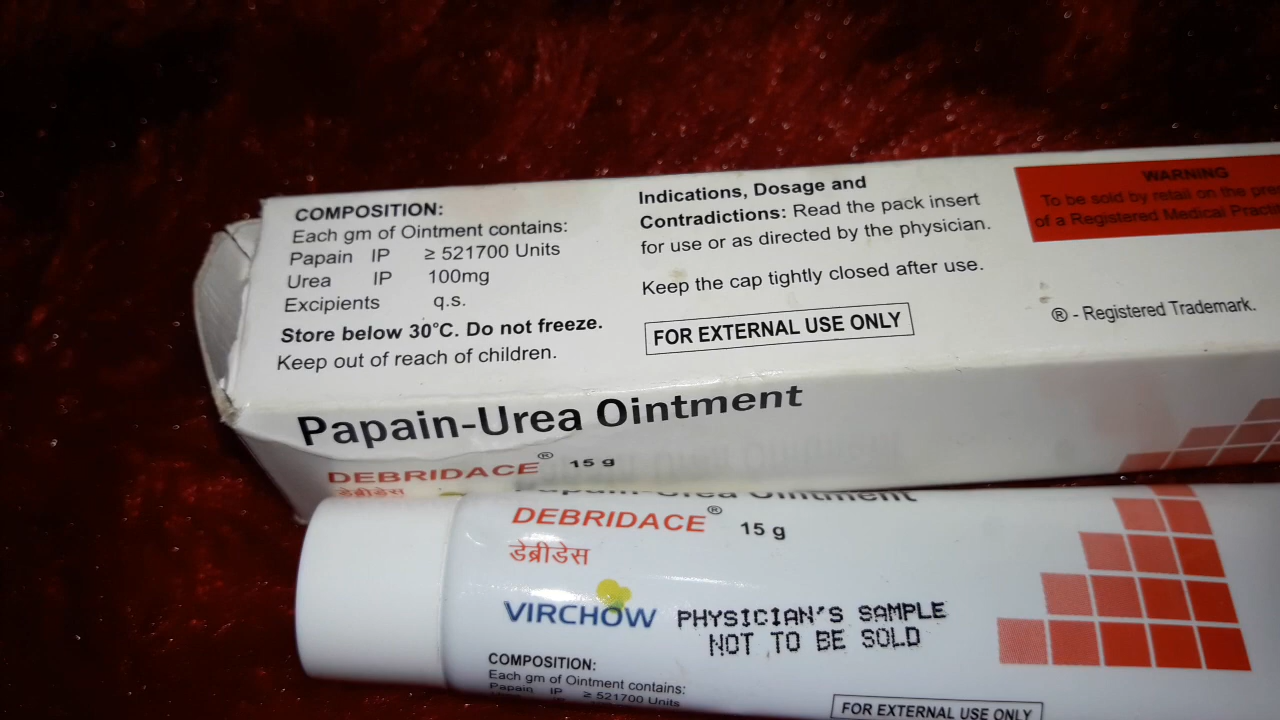 COMPOSITION:
Each gm of Ointment contains:
Papain IP ≥ 521700 Units
Urea IP 100mg
Excipients q.s.
Store below 30°C. Do not freeze.
Keep out of reach of children.
Indications, Dosage and
Contradictions: Read the pack insert
for use or as directed by the physician.
Keep the cap tightly closed after use.
FOR EXTERNAL USE ONLY
WARNING
To be sold by retail on the
of a Registered Medical
® - Registered Trademark.
Papain-Urea Ointment
DEBRIDACE® 15 g
डेब्रीडेस
Papain-Urea Ointment
DEBRIDACE® 15 g
डेब्रीडेस
VIRCHOW
PHYSICIAN'S SAMPLE
NOT TO BE SOLD
COMPOSITION:
Each gm of Ointment contains:
Papain IP ≥ 521700 Units
FOR EXTERNAL USE ONLY